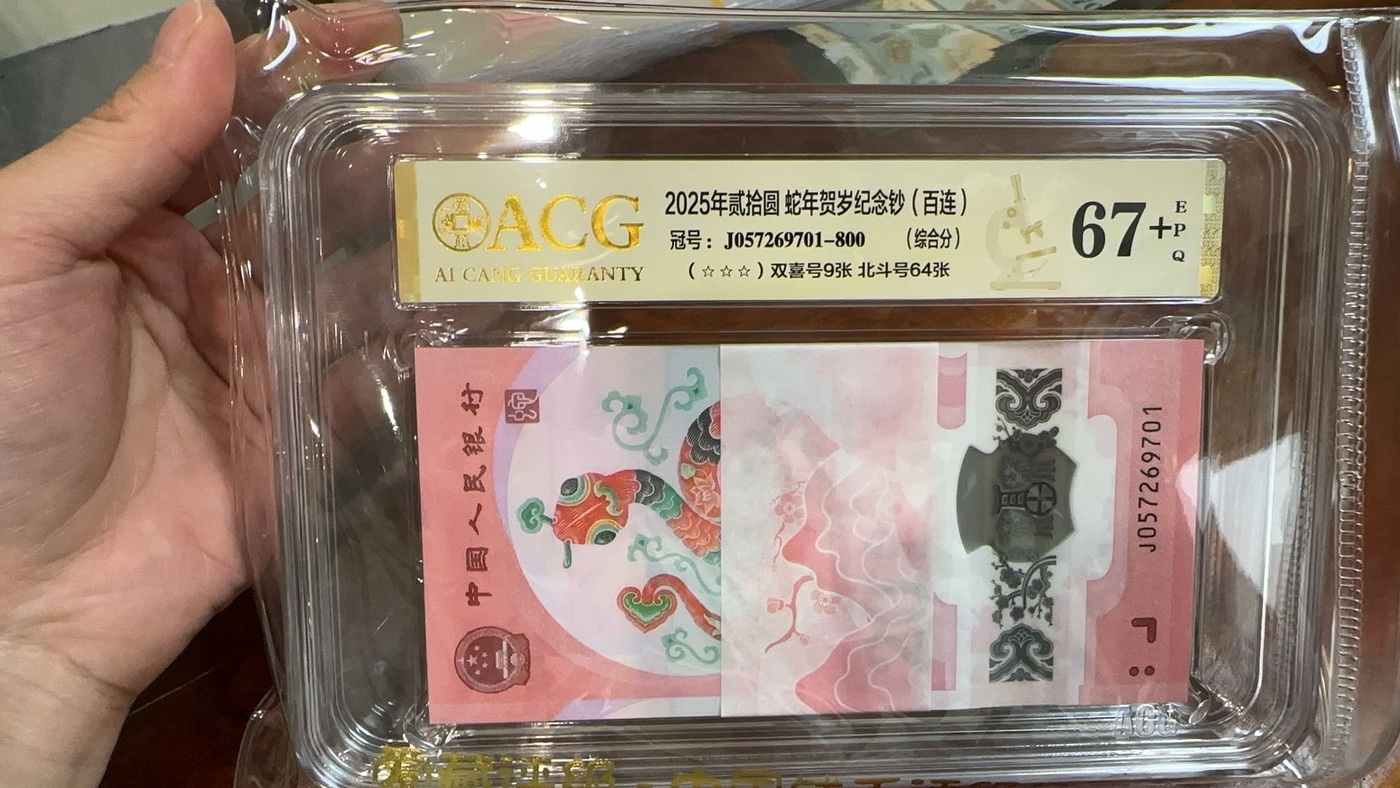 ACG
AI CANG GUARANTY
2025年贰拾圆 蛇年贺岁纪念钞（百连）
冠号：J057269701-800 （综合分）
（☆☆☆）双喜号9张 北斗号64张
67+
EPQ
中国人民银行
J057269701
ACG